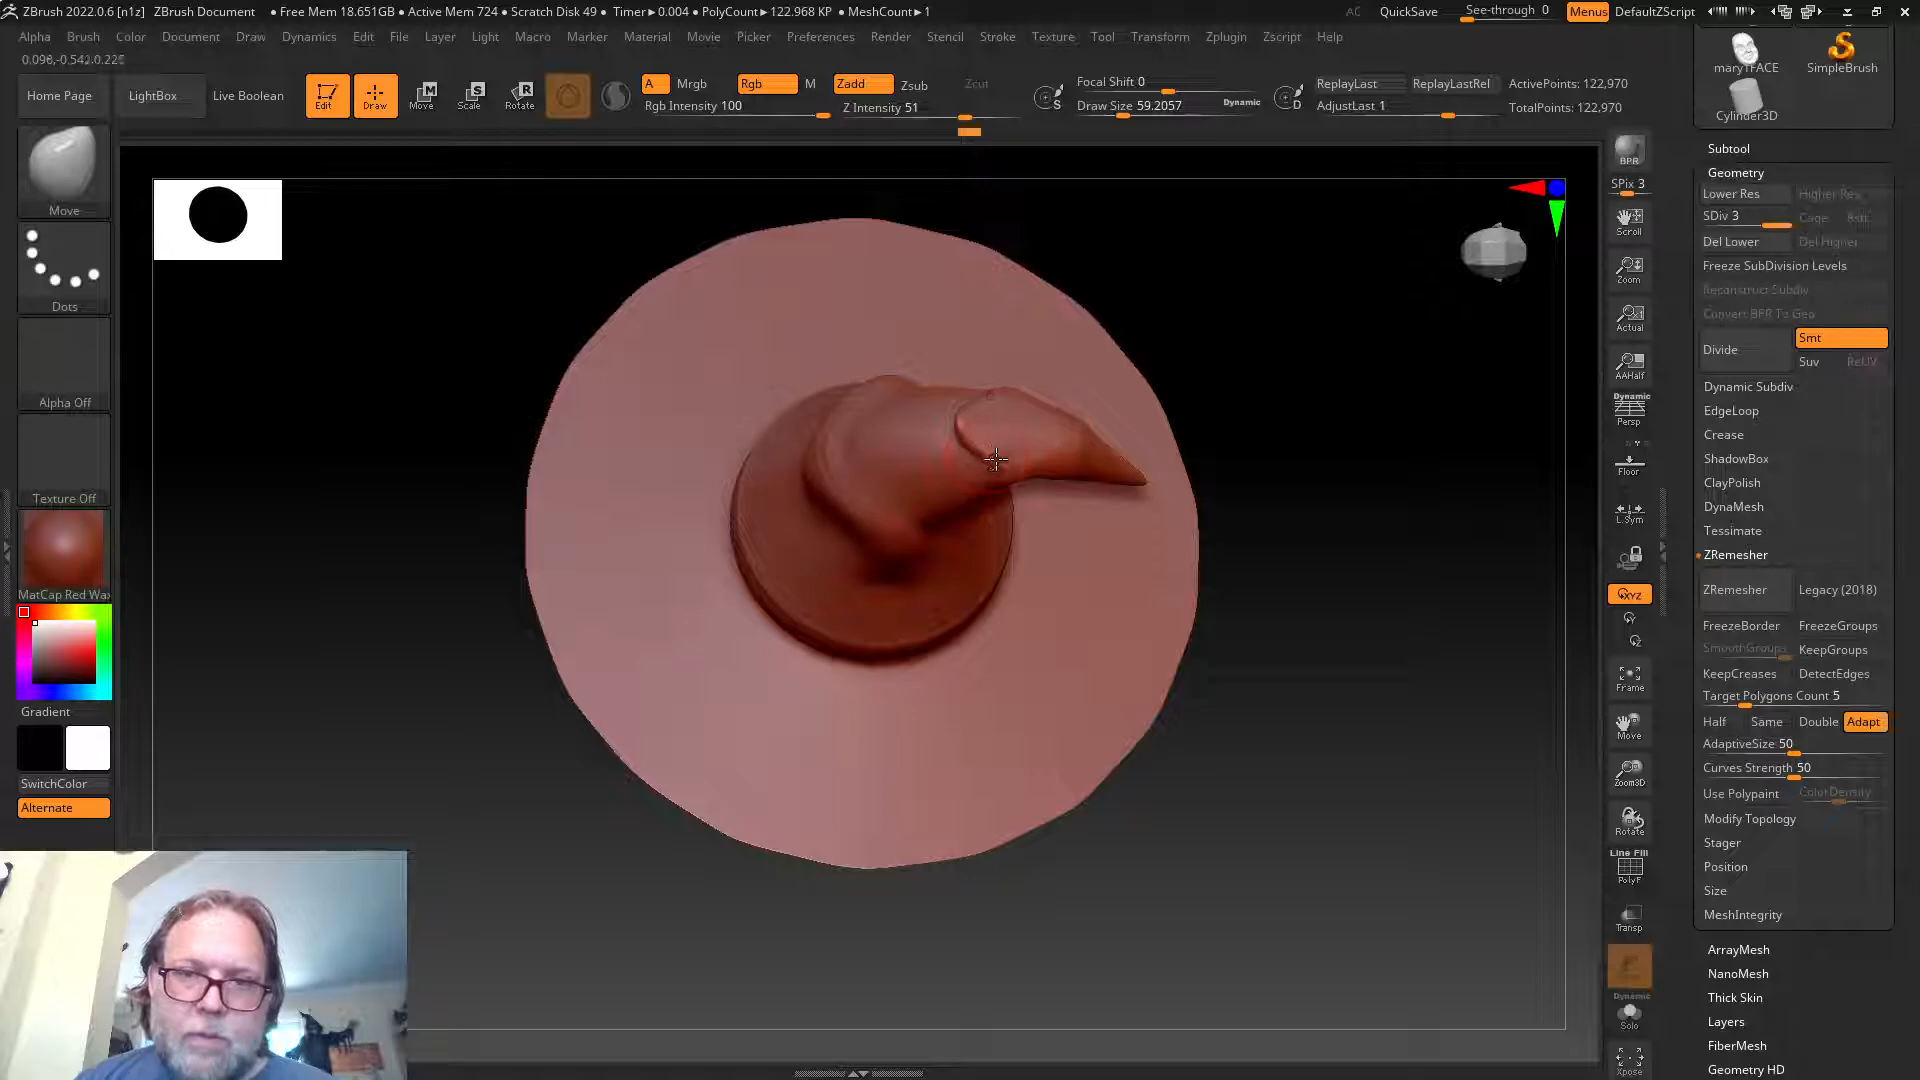 ZBrush 2022.0.6 [n1z] ZBrush Document ● Free Mem 18.651GB ● Active Mem 724 ● Scratch Disk 49 ● Timer►0.004 ● PolyCount►122.968 KP ● MeshCount►1 AC QuickSave See-through 0 Menus DefaultZScript
Alpha Brush Color Document Draw Dynamics Edit File Layer Light Macro Marker Material Movie Picker Preferences Render Stencil Stroke Texture Tool Transform Zplugin Zscript Help
Home Page LightBox Live Boolean
Edit Draw Move Scale Rotate
A Mrgb Rgb M Zadd Zsub Zcut
Rgb Intensity 100 Z Intensity 51
Focal Shift 0
Draw Size 59.2057 Dynamic
S D
ReplayLast ReplayLastRel ActivePoints: 122,970
AdjustLast 1 TotalPoints: 122,970
Move
Dots
Alpha Off
Texture Off
MatCap Red Wax
Gradient
SwitchColor
Alternate
BPR
SPix 3
Scroll
Zoom
Actual
AAHalf
Dynamic
Persp
Floor
L.Sym
XYZ
Frame
Move
Zoom3D
Rotate
Line Fill
PolyF
Transp
Dynamic
Solo
Xpose
maryTFACE SimpleBrush
Cylinder3D
Subtool
Geometry
Lower Res Higher Res
SDiv 3 Cage Rstr
Del Lower Del Higher
Freeze SubDivision Levels
Reconstruct Subdiv
Convert BPR To Geo
Divide Smt
Suv ReUV
Dynamic Subdiv
EdgeLoop
Crease
ShadowBox
ClayPolish
DynaMesh
Tessimate
ZRemesher
ZRemesher Legacy (2018)
FreezeBorder FreezeGroups
SmoothGroups KeepGroups
KeepCreases DetectEdges
Target Polygons Count 5
Half Same Double Adapt
AdaptiveSize 50
Curves Strength 50
Use Polypaint ColorDensity
Modify Topology
Stager
Position
Size
MeshIntegrity
ArrayMesh
NanoMesh
Thick Skin
Layers
FiberMesh
Geometry HD